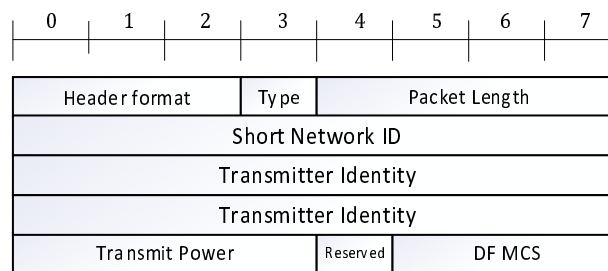 0 1 2 3 4 5 6 7
Header format Type Packet Length
Short Network ID
Transmitter Identity
Transmitter Identity
Transmit Power Reserved DF MCS